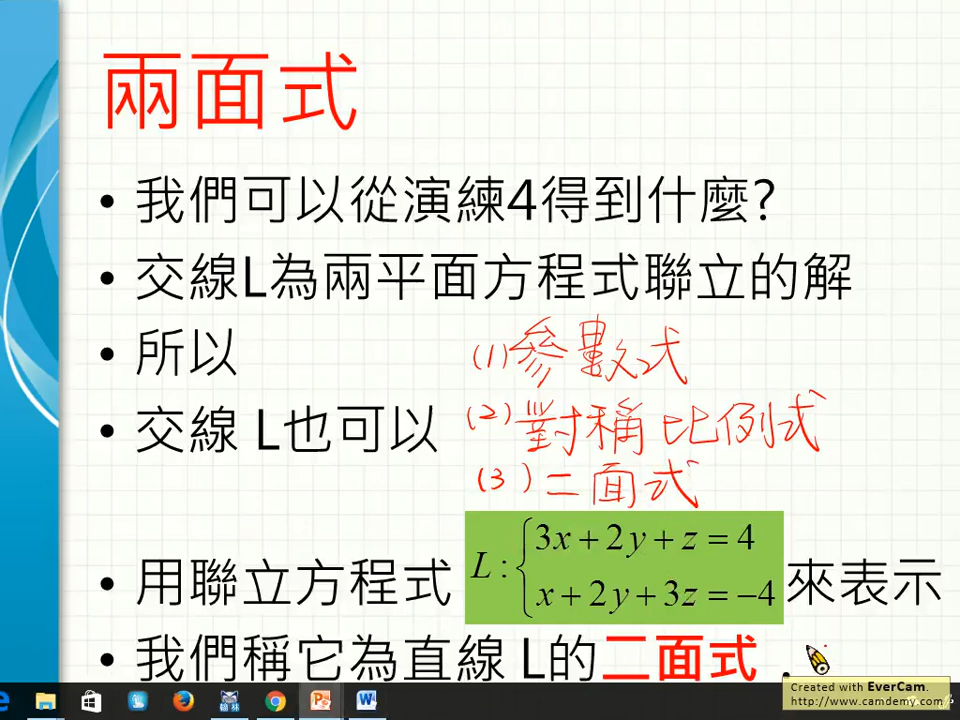 兩面式
• 我們可以從演練4得到什麼?
• 交線L為兩平面方程式聯立的解
• 所以
(1)參數式
• 交線 L也可以
(2)對稱比例式
(3)二面式
• 用聯立方程式 L:{3x+2y+z=4
x+2y+3z=-4 來表示
• 我們稱它為直線 L的二面式.
Created with EverCam.
http://www.camdemy.com